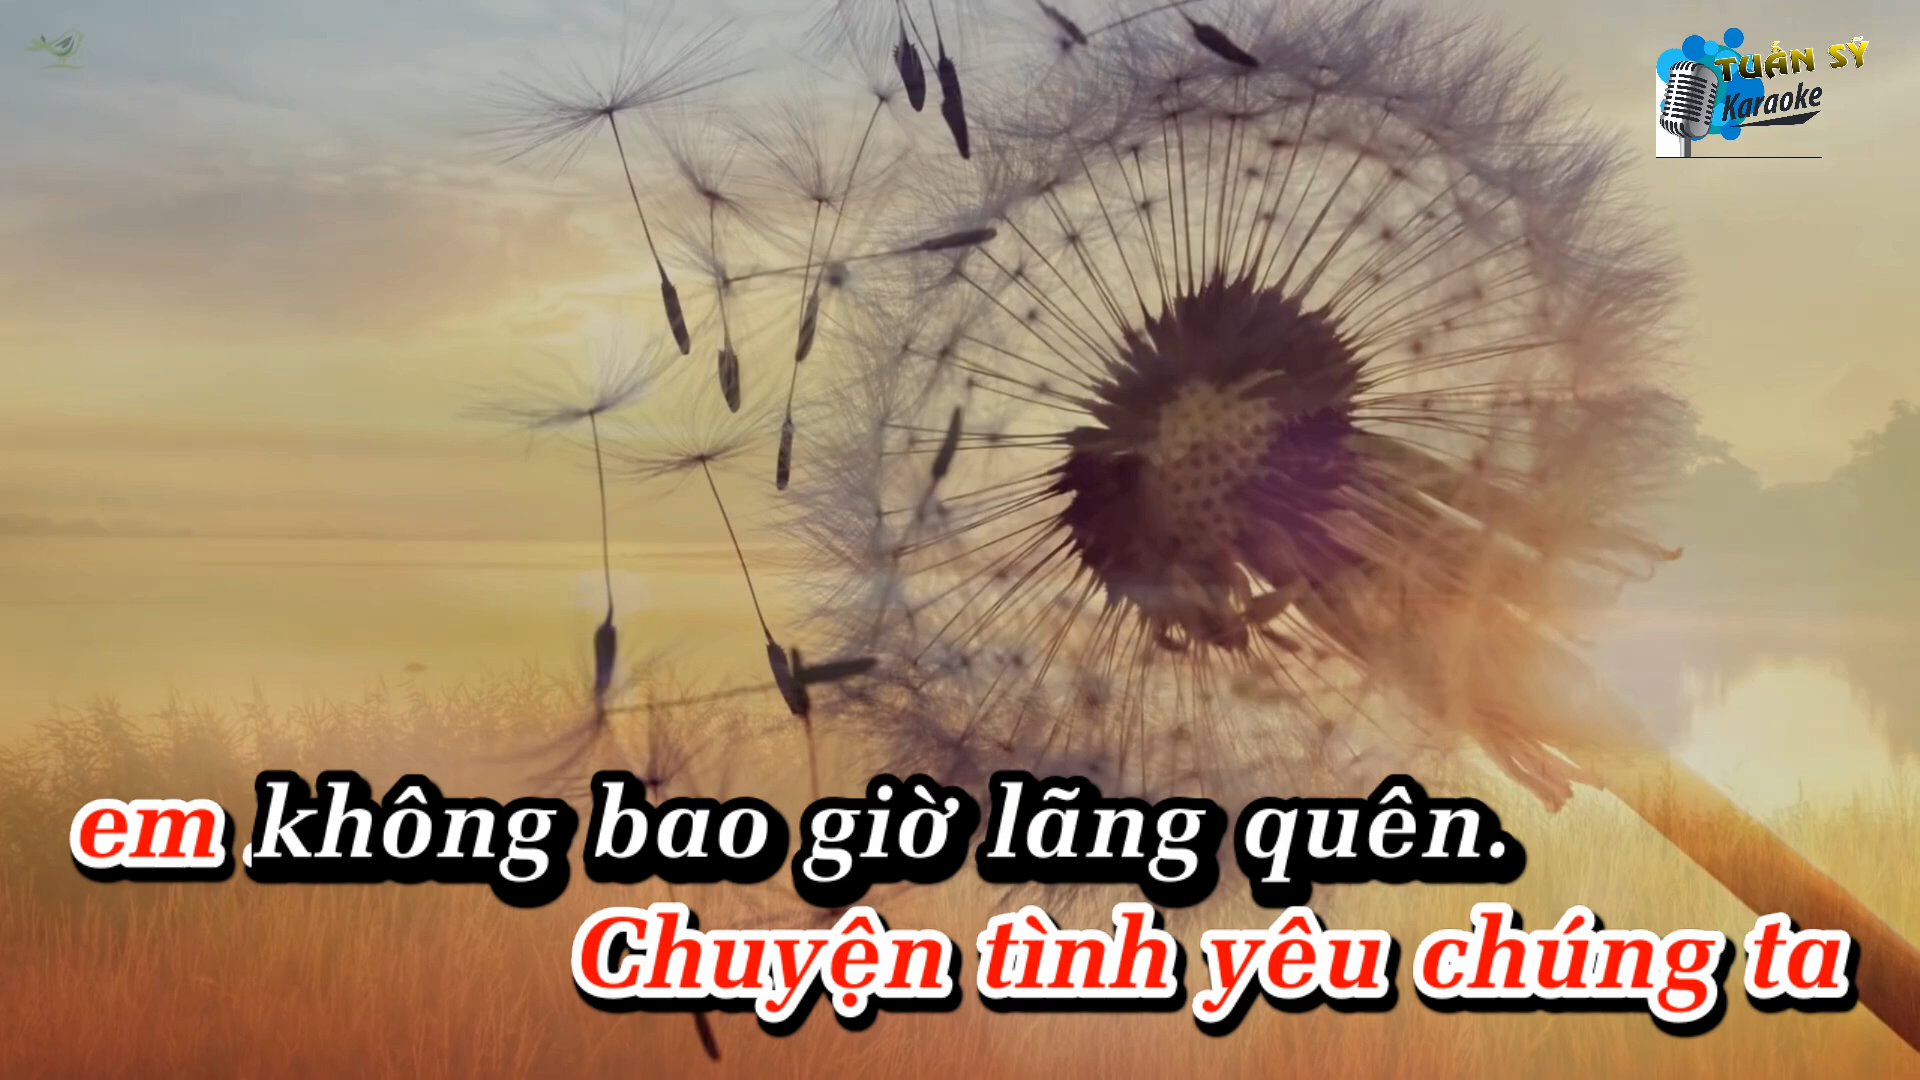 TUẤN SỸ
Karaoke
em không bao giờ lãng quên.
Chuyện tình yêu chúng ta